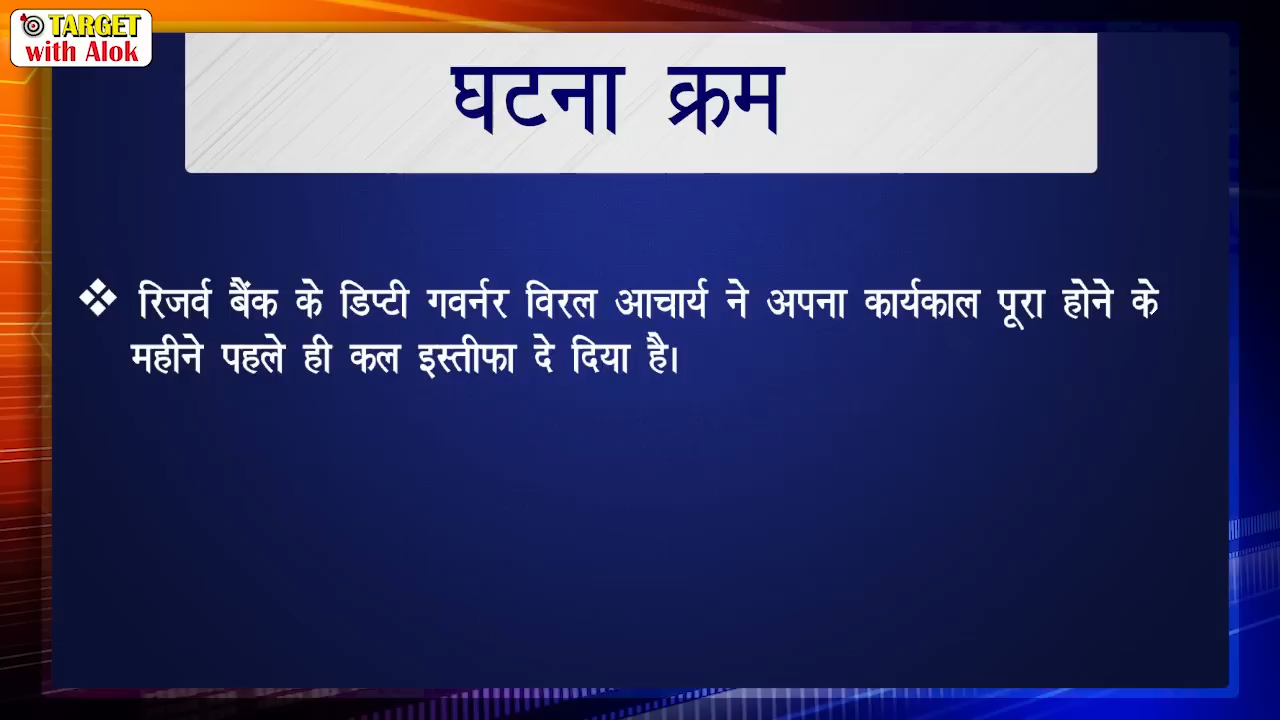 TARGET
with Alok
घटना क्रम
❖ रिजर्व बैंक के डिप्टी गवर्नर विरल आचार्य ने अपना कार्यकाल पूरा होने के
महीने पहले ही कल इस्तीफा दे दिया है।